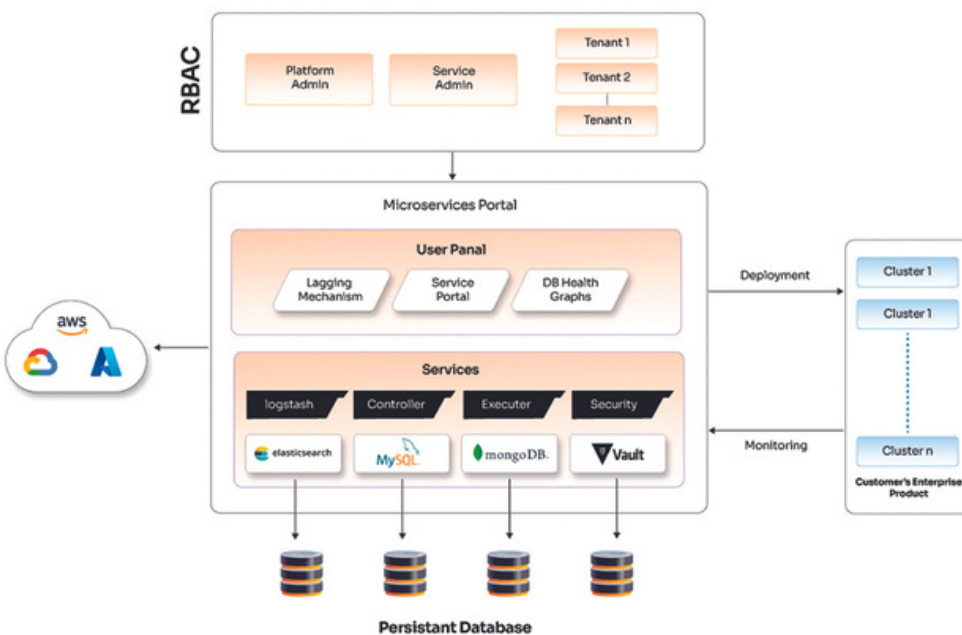 RBAC
Platform
Admin
Service
Admin
Tenant 1
Tenant 2
Tenant n
Microservices Portal
User Panal
Lagging
Mechanism
Service
Portal
DB Health
Graphs
Deployment
Cluster 1
Cluster 1
aws
Services
logstash
Controller
Executer
Security
elasticsearch
MySQL
mongoDB.
Vault
Monitoring
Cluster n
Customer's Enterprise
Product
Persistant Database